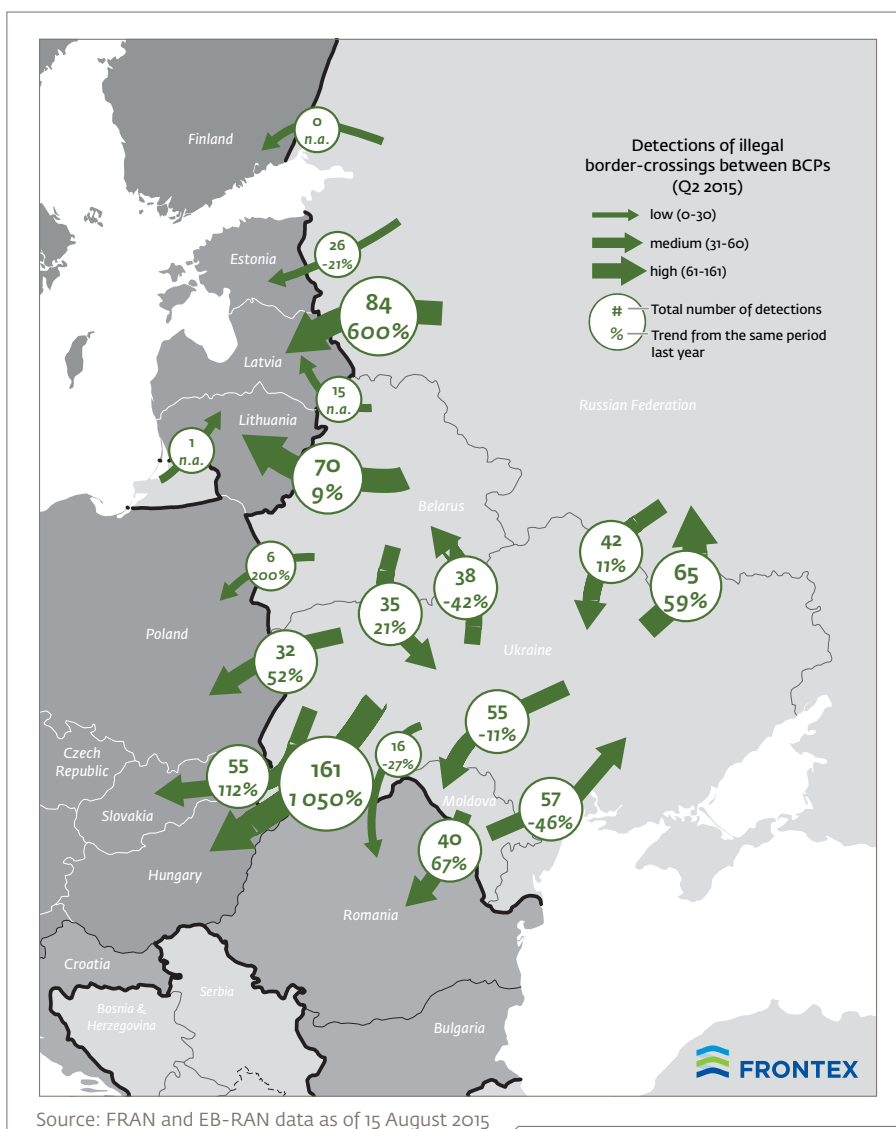 Detections of illegal
border-crossings between BCPs
(Q2 2015)
low (0-30)
medium (31-60)
high (61-161)
#
Total number of detections
%
Trend from the same period
last year
Finland
0
n.a.
Estonia
26
-21%
84
600%
Latvia
15
n.a.
Lithuania
1
n.a.
70
9%
Russian Federation
Belarus
6
200%
35
21%
38
-42%
42
11%
65
59%
Poland
32
52%
Ukraine
Czech
Republic
55
112%
161
1 050%
16
-27%
55
-11%
Slovakia
Moldova
57
-46%
40
67%
Hungary
Romania
Croatia
Serbia
Bosnia &
Herzegovina
Bulgaria
FRONTEX
Source: FRAN and EB-RAN data as of 15 August 2015